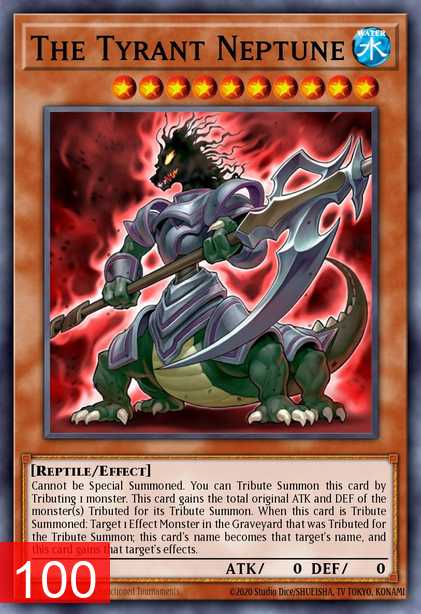 THE TYRANT NEPTUNE
WATER
水
[REPTILE/EFFECT]
Cannot be Special Summoned. You can Tribute Summon this card by
Tributing 1 monster. This card gains the total original ATK and DEF of the
monster(s) Tributed for its Tribute Summon. When this card is Tribute
Summoned: Target 1 Effect Monster in the Graveyard that was Tributed for
the Tribute Summon; this card's name becomes that target's name, and
this card gains that target's effects.
ATK/ 0 DEF/ 0
100
Tournaments
©2020 Studio Dice/SHUEISHA, TV TOKYO, KONAMI